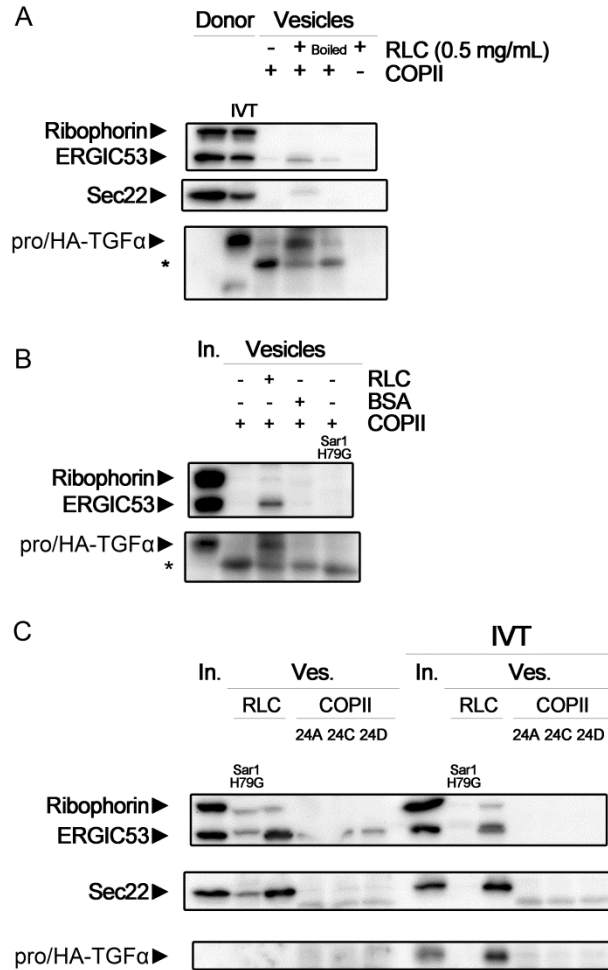 A
Donor Vesicles
- + Boiled + RLC (0.5 mg/mL)
+ + + - COPII
IVT
Ribophorin►
ERGIC53►
Sec22►
pro/HA-TGFα►
*
B
In. Vesicles
- + - - RLC
- - + - BSA
+ + + + COPII
Sar1
H79G
Ribophorin►
ERGIC53►
pro/HA-TGFα►
*
C
IVT
In. Ves. In. Ves.
RLC COPII RLC COPII
24A 24C 24D 24A 24C 24D
Sar1 Sar1
H79G H79G
Ribophorin►
ERGIC53►
Sec22►
pro/HA-TGFα►